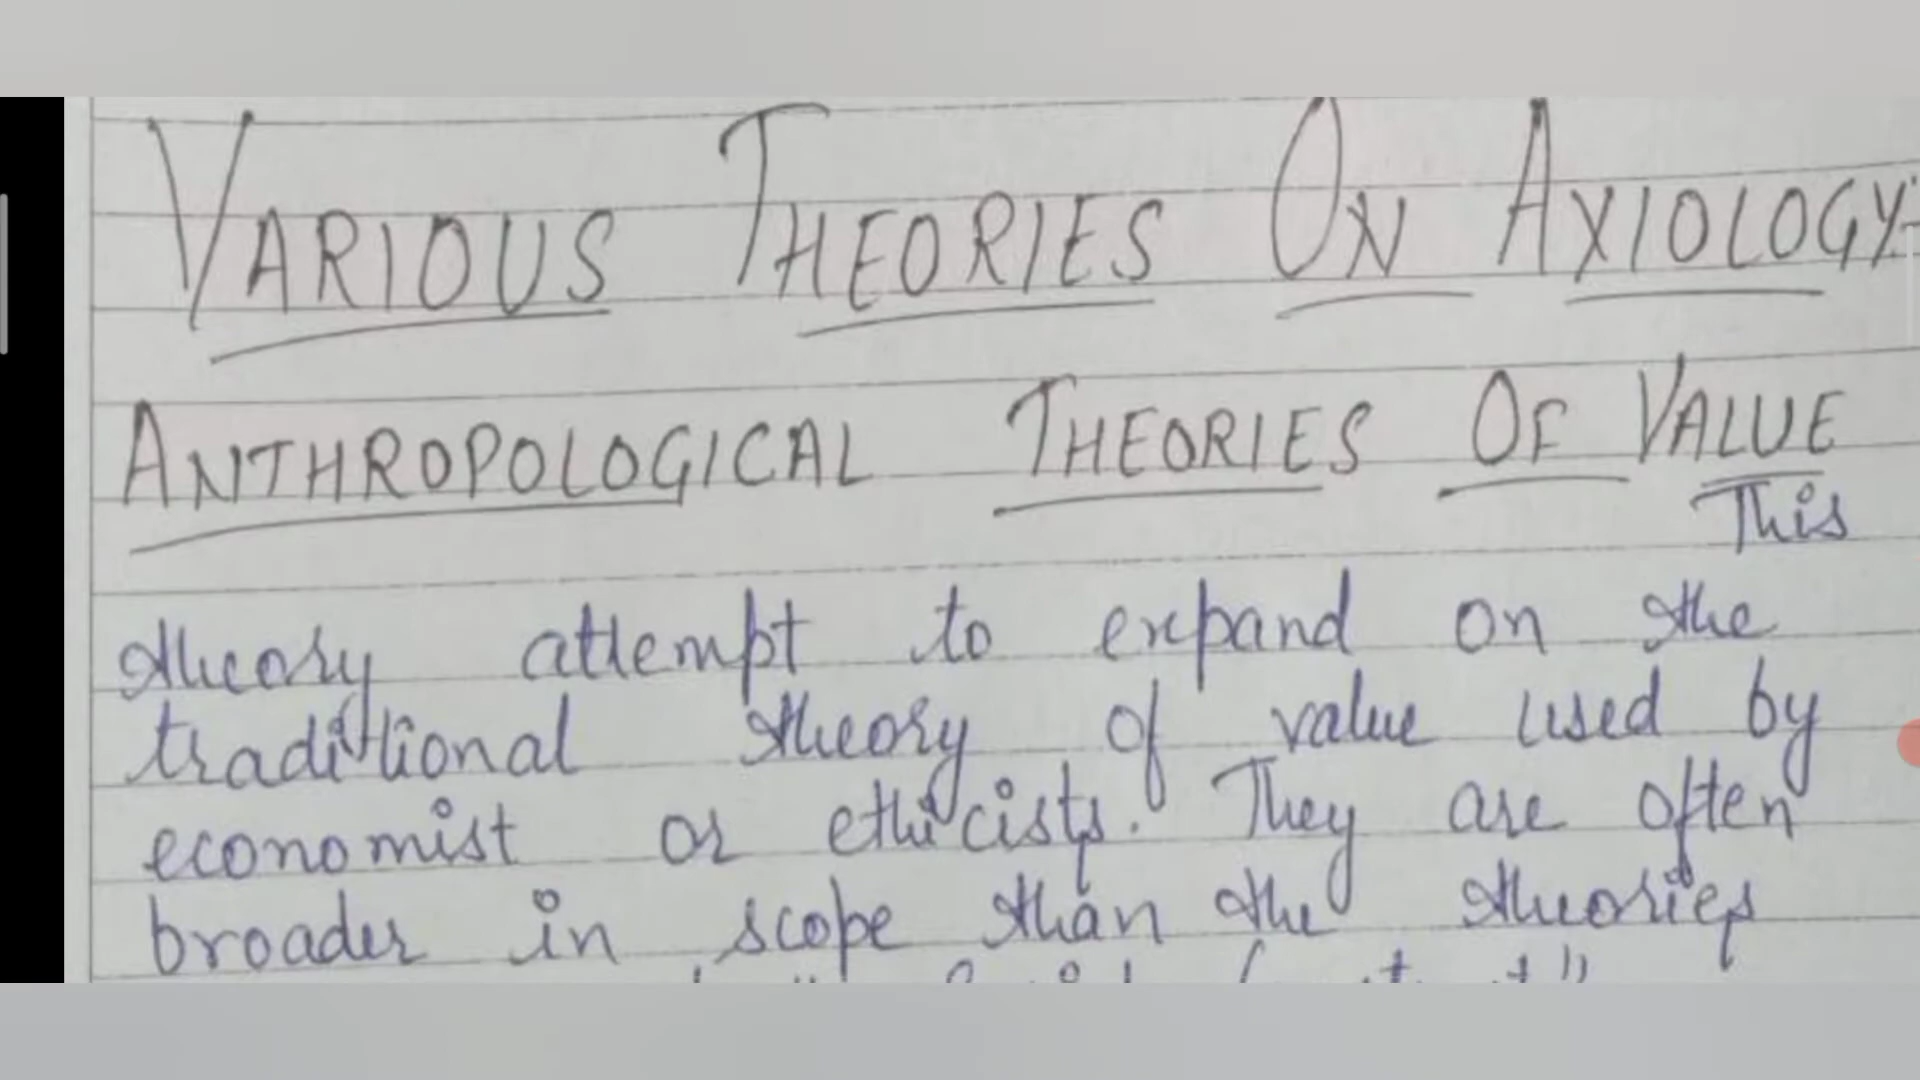 VARIOUS THEORIES ON AXIOLOGY:-
ANTHROPOLOGICAL THEORIES OF VALUE
This
theory attempt to expand on the
traditional theory of value used by
economist or ethicists. They are often
broader in scope than the theories